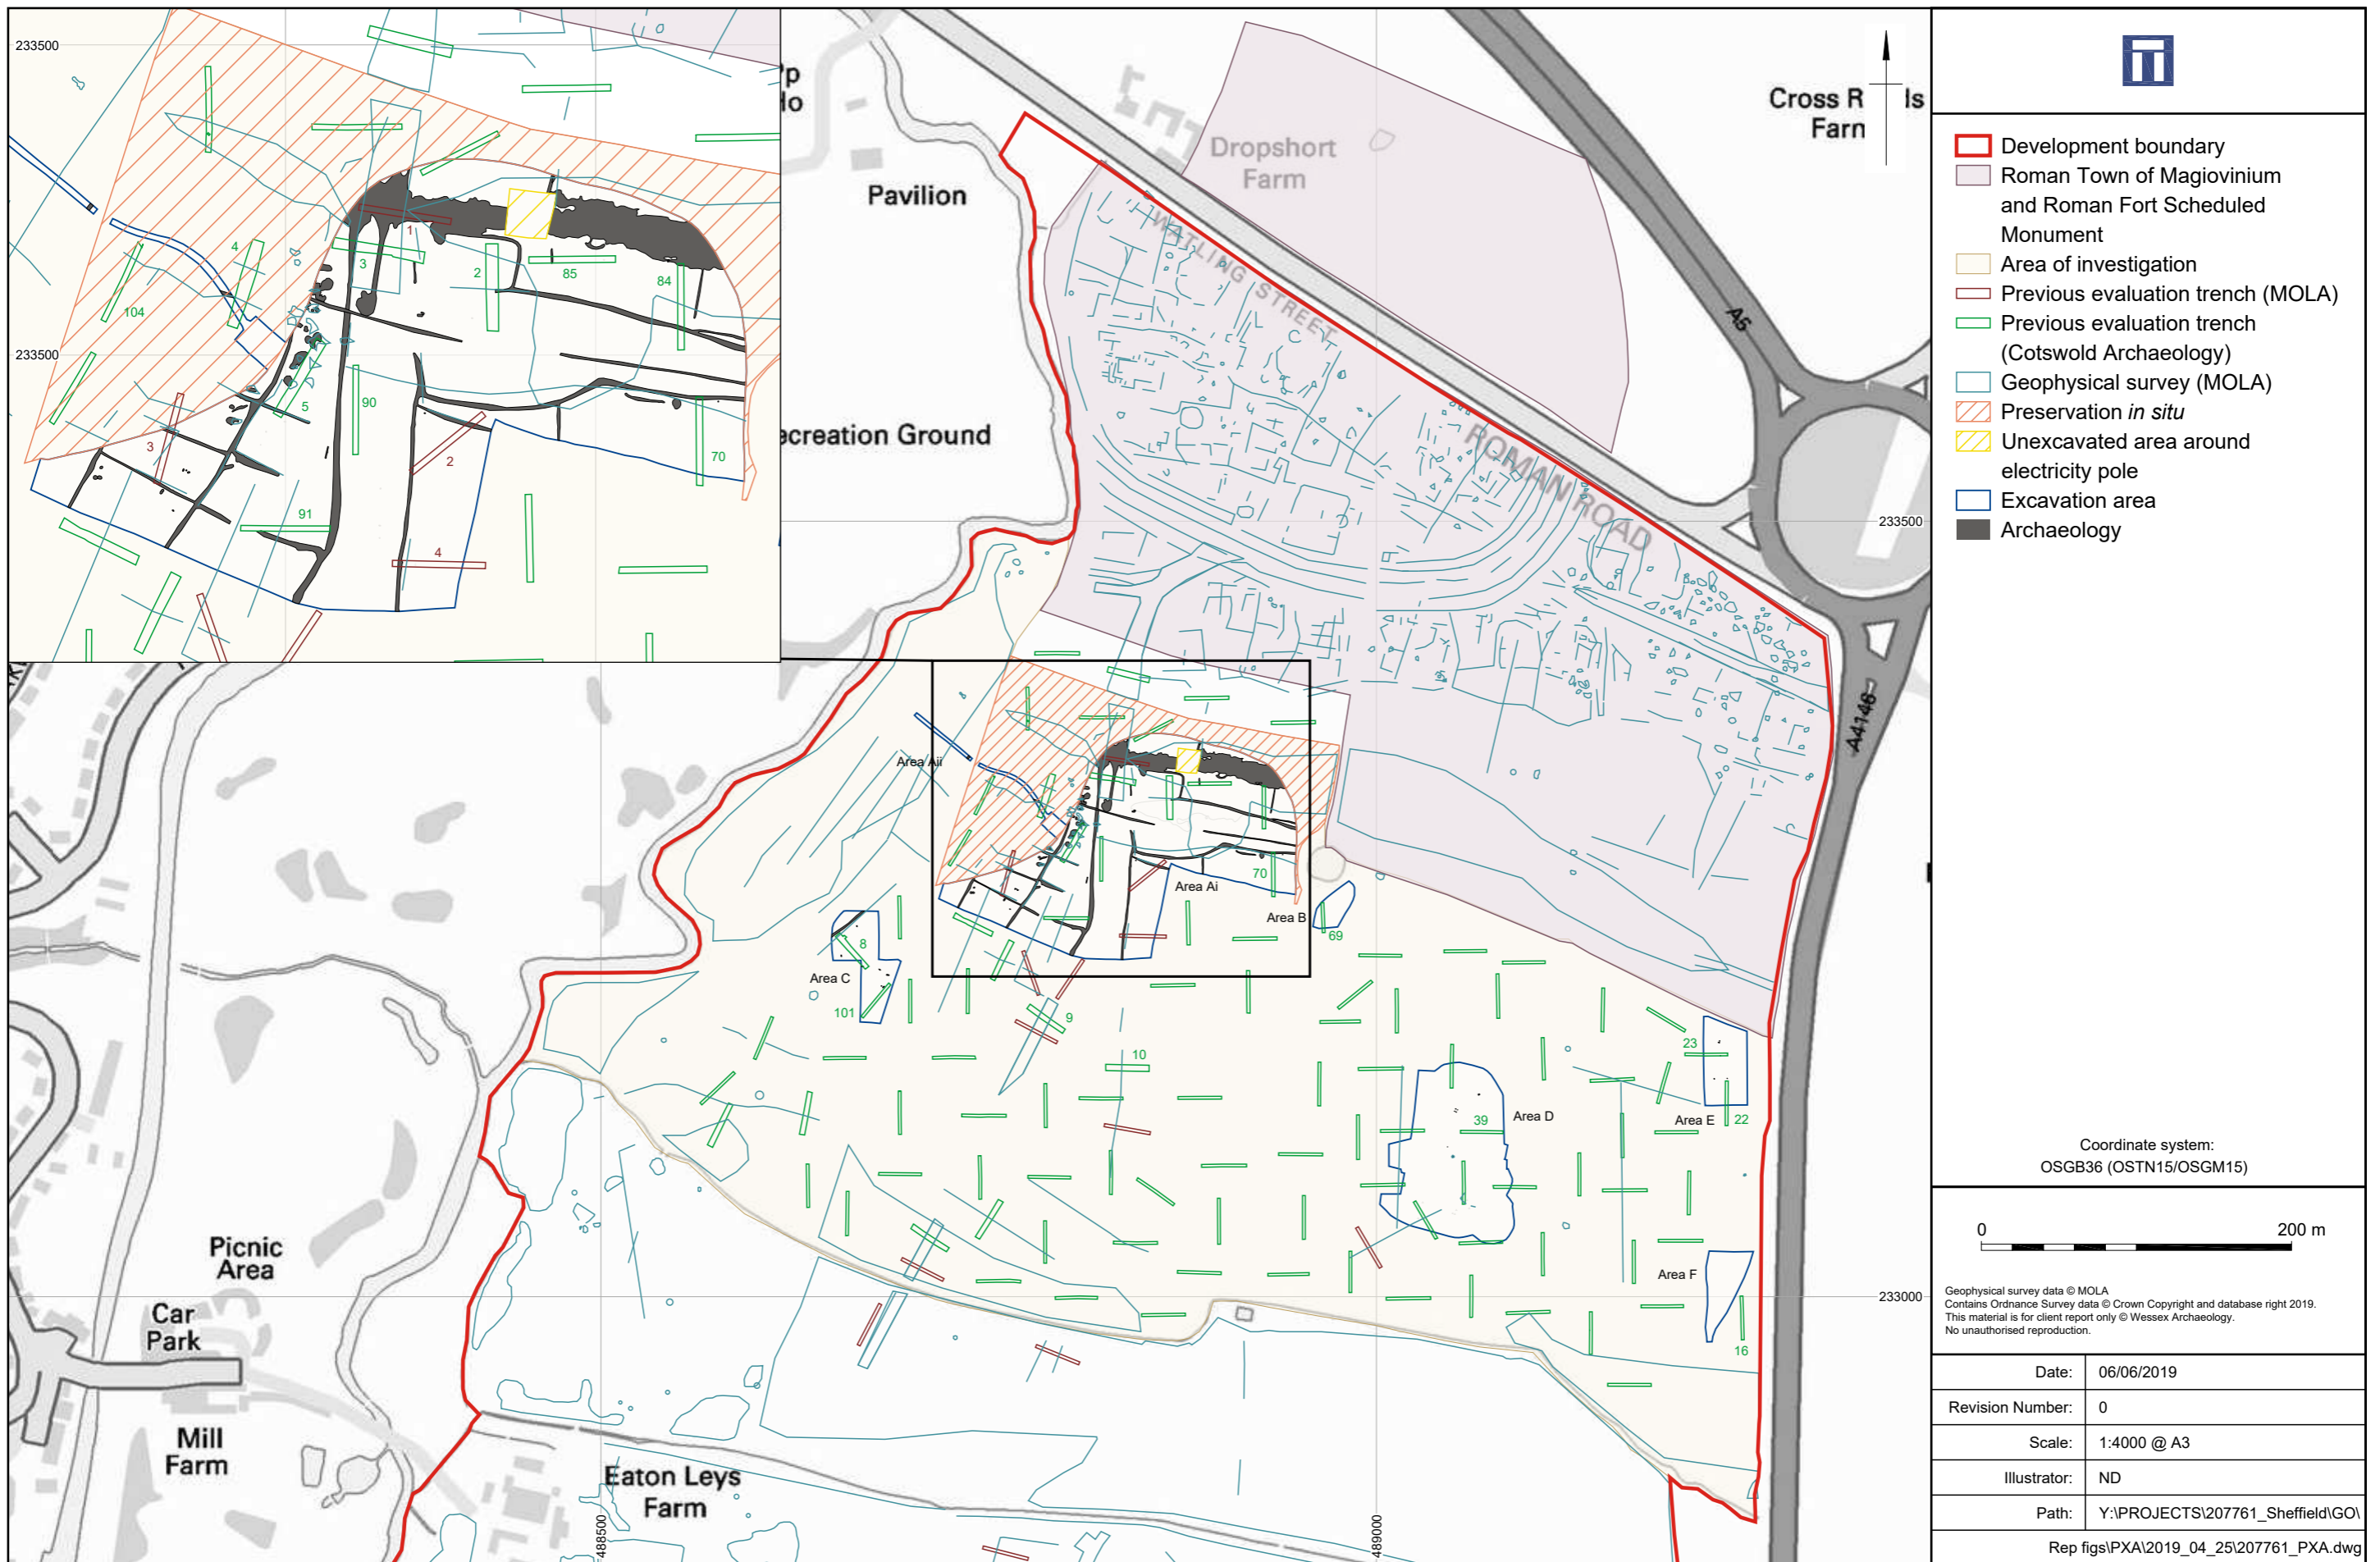 233500
233500
104
4
3
1
2
85
84
5
90
3
2
70
91
4
Pavilion
ecreation Ground
Dropshort
Farm
WATLING STREET
ROMAN ROAD
A5
A4146
Farn
233500
233000
488500
489000
Area Aii
Area Ai
70
Area B
69
8
Area C
101
9
10
23
Area E
22
39
Area D
Area F
16
Picnic
Area
Car
Park
Mill
Farm
Eaton Leys
Farm
Development boundary
Roman Town of Magiovinium
and Roman Fort Scheduled
Monument
Area of investigation
Previous evaluation trench (MOLA)
Previous evaluation trench
(Cotswold Archaeology)
Geophysical survey (MOLA)
Preservation in situ
Unexcavated area around
electricity pole
Excavation area
Archaeology
Coordinate system:
OSGB36 (OSTN15/OSGM15)
0 200 m
Geophysical survey data © MOLA
Contains Ordnance Survey data © Crown Copyright and database right 2019.
This material is for client report only © Wessex Archaeology.
No unauthorised reproduction.
Date: 06/06/2019
Revision Number: 0
Scale: 1:4000 @ A3
Illustrator: ND
Path: Y:\PROJECTS\207761_Sheffield\GO\
Rep figs\PXA\2019_04_25\207761_PXA.dwg